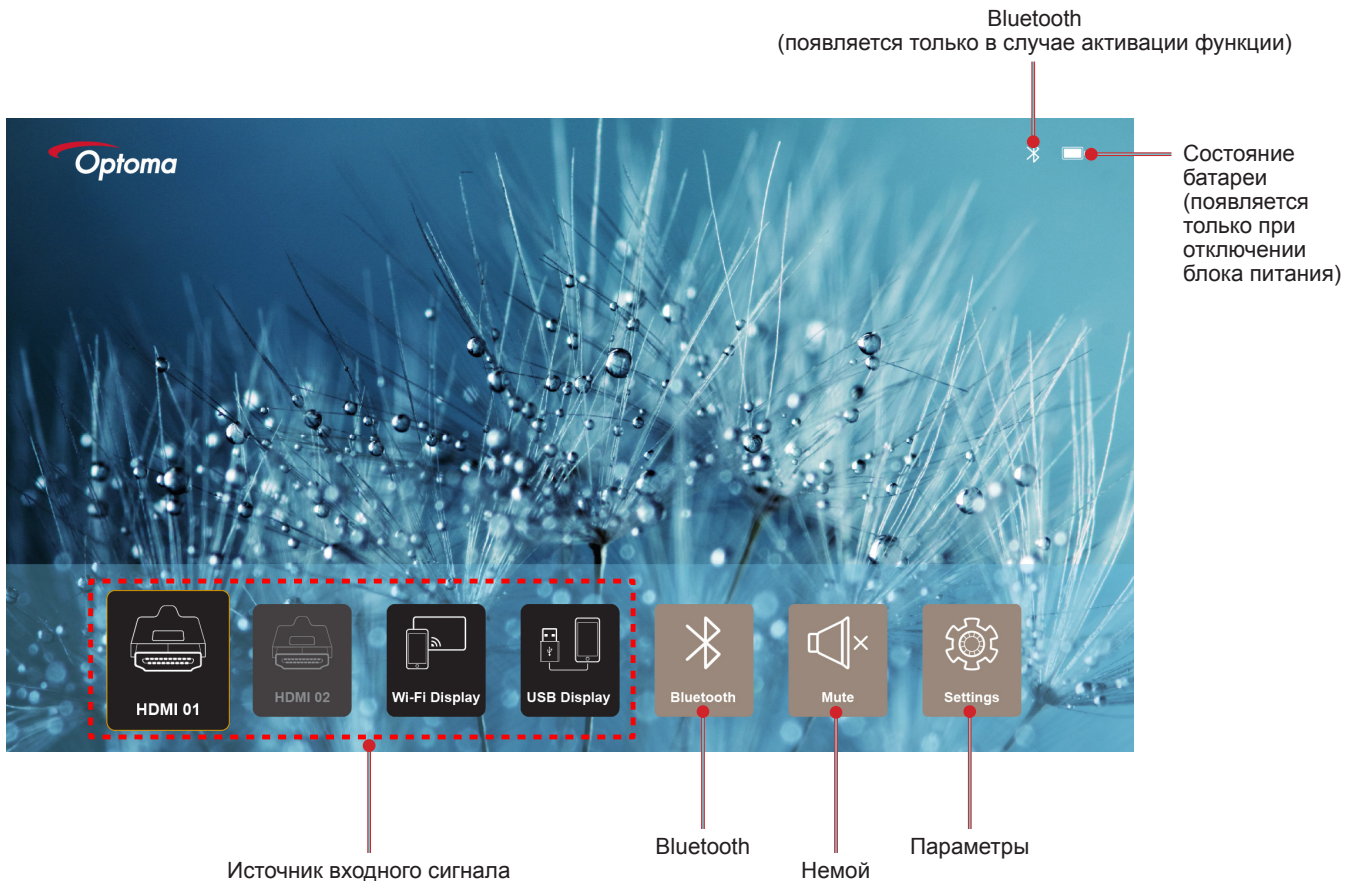 Bluetooth
(появляется только в случае активации функции)
Optoma
Состояние
батареи
(появляется
только при
отключении
блока питания)
HDMI 01
HDMI 02
Wi-Fi Display
USB Display
Bluetooth
Mute
Settings
Bluetooth
Параметры
Источник входного сигнала
Немой